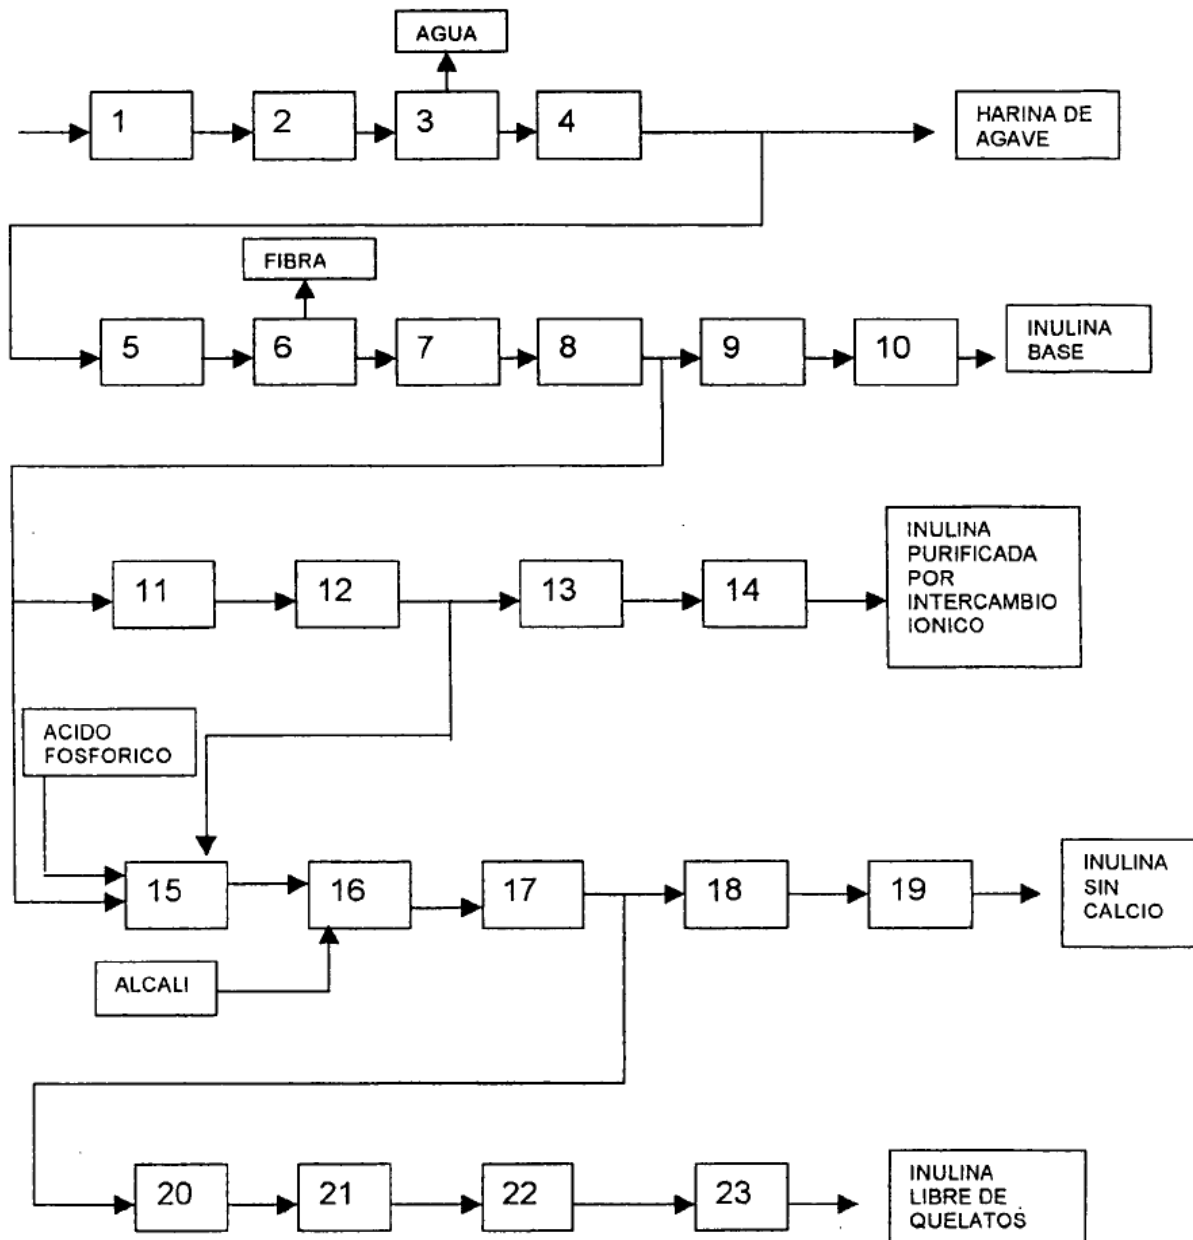 AGUA
1
2
3
4
HARINA DE
AGAVE
FIBRA
5
6
7
8
9
10
INULINA
BASE
11
12
13
14
INULINA
PURIFICADA
POR
INTERCAMBIO
IONICO
ACIDO
FOSFORICO
15
16
17
18
19
INULINA
SIN
CALCIO
ALCALI
20
21
22
23
INULINA
LIBRE DE
QUELATOS